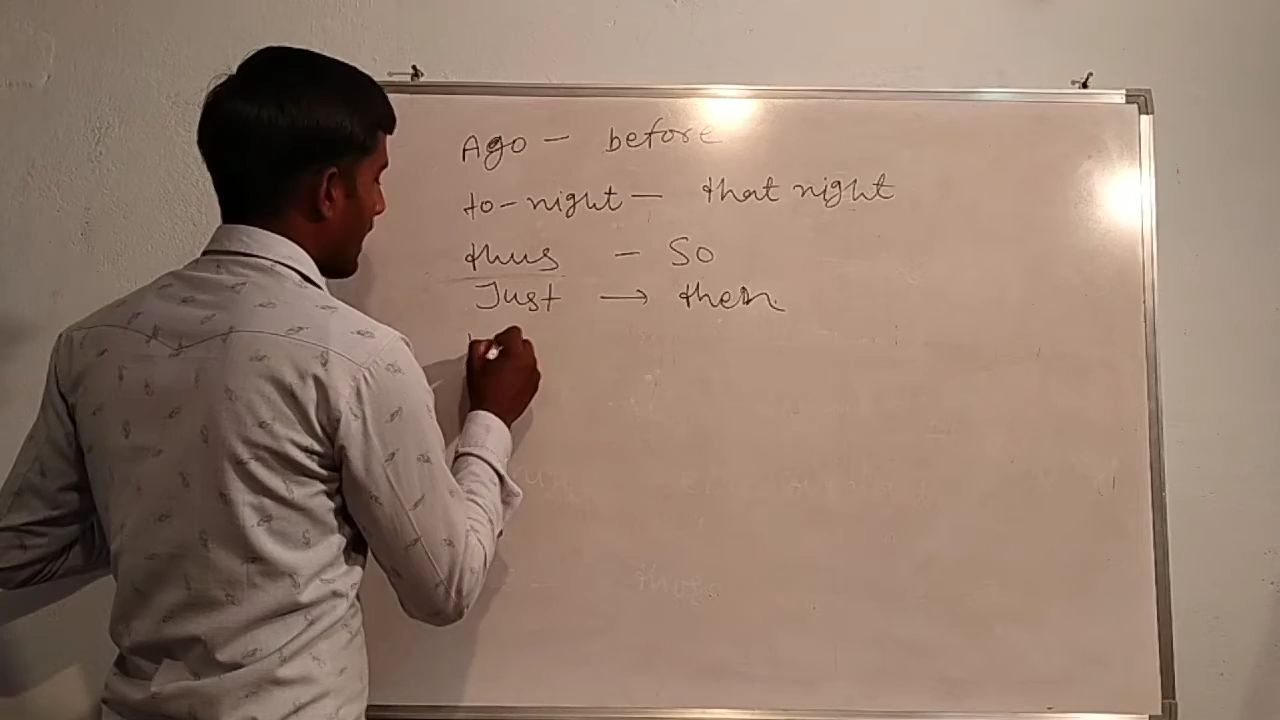 Ago - before
to-night - that night
thus - So
Just → then